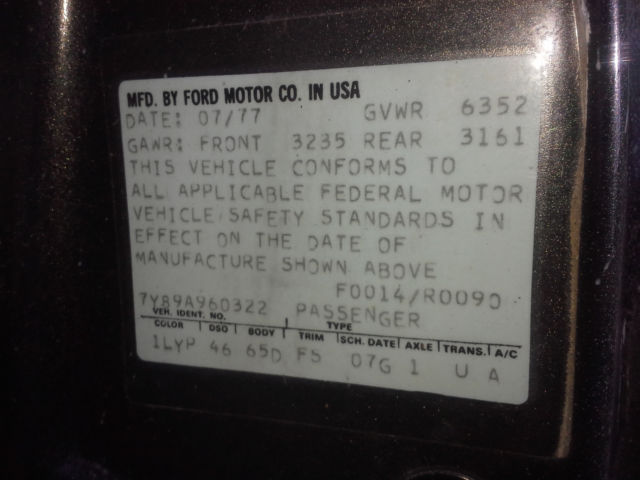 MFD. BY FORD MOTOR CO. IN USA
DATE: 07/77 GVWR 6352
GAWR: FRONT 3235 REAR 3161
THIS VEHICLE CONFORMS TO
ALL APPLICABLE FEDERAL MOTOR
VEHICLE SAFETY STANDARDS IN
EFFECT ON THE DATE OF
MANUFACTURE SHOWN ABOVE
F0014/R0090
7Y89A960322 PASSENGER
VEH. IDENT. NO. TYPE
COLOR DSO BODY TRIM SCH. DATE AXLE TRANS. A/C
1LYP 46 65D FS 07G 1 U A